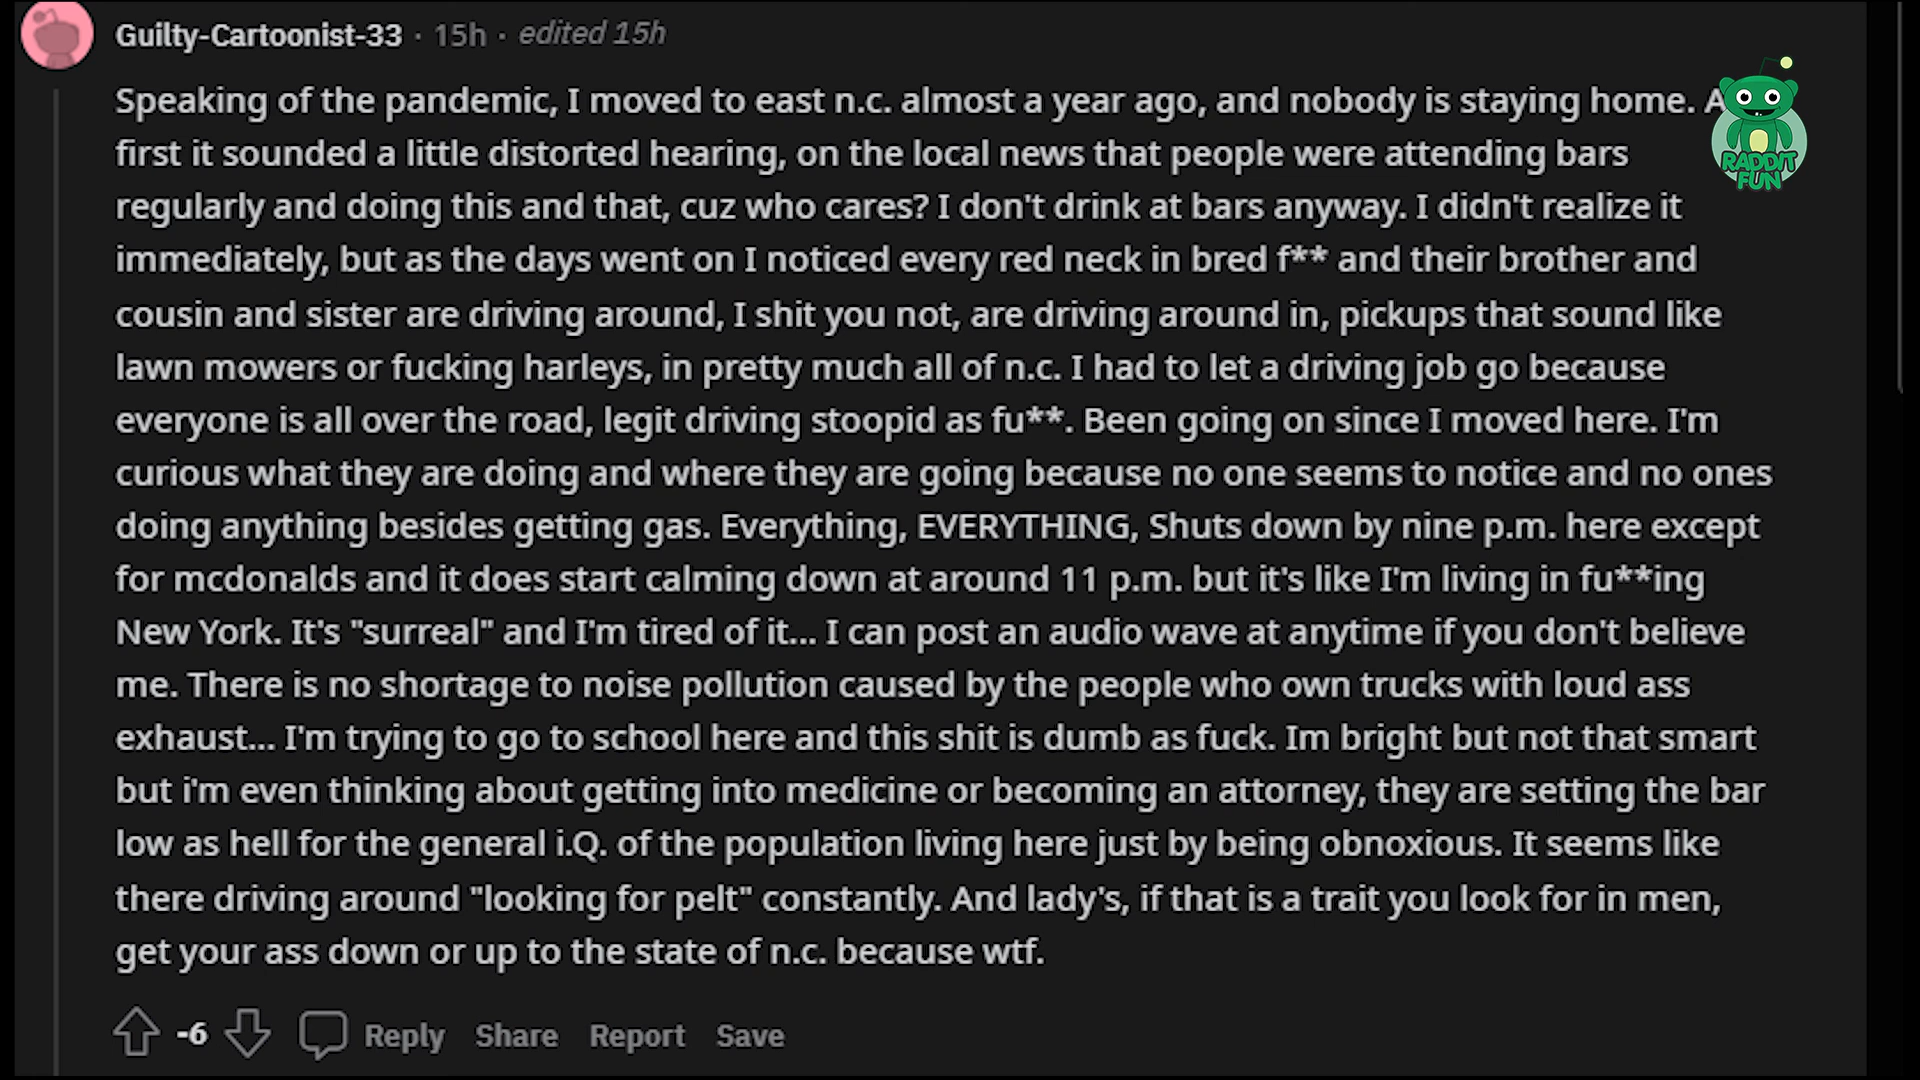 Guilty-Cartoonist-33 · 15h · edited 15h
Speaking of the pandemic, I moved to east n.c. almost a year ago, and nobody is staying home.
first it sounded a little distorted hearing, on the local news that people were attending bars
regularly and doing this and that, cuz who cares? I don't drink at bars anyway. I didn't realize it
immediately, but as the days went on I noticed every red neck in bred f** and their brother and
cousin and sister are driving around, I shit you not, are driving around in, pickups that sound like
lawn mowers or fucking harleys, in pretty much all of n.c. I had to let a driving job go because
everyone is all over the road, legit driving stoopid as fu**. Been going on since I moved here. I'm
curious what they are doing and where they are going because no one seems to notice and no ones
doing anything besides getting gas. Everything, EVERYTHING, Shuts down by nine p.m. here except
for mcdonalds and it does start calming down at around 11 p.m. but it's like I'm living in fu**ing
New York. It's "surreal" and I'm tired of it... I can post an audio wave at anytime if you don't believe
me. There is no shortage to noise pollution caused by the people who own trucks with loud ass
exhaust... I'm trying to go to school here and this shit is dumb as fuck. Im bright but not that smart
but i'm even thinking about getting into medicine or becoming an attorney, they are setting the bar
low as hell for the general i.Q. of the population living here just by being obnoxious. It seems like
there driving around "looking for pelt" constantly. And lady's, if that is a trait you look for in men,
get your ass down or up to the state of n.c. because wtf.
-6 Reply Share Report Save
RADDIT
FUN